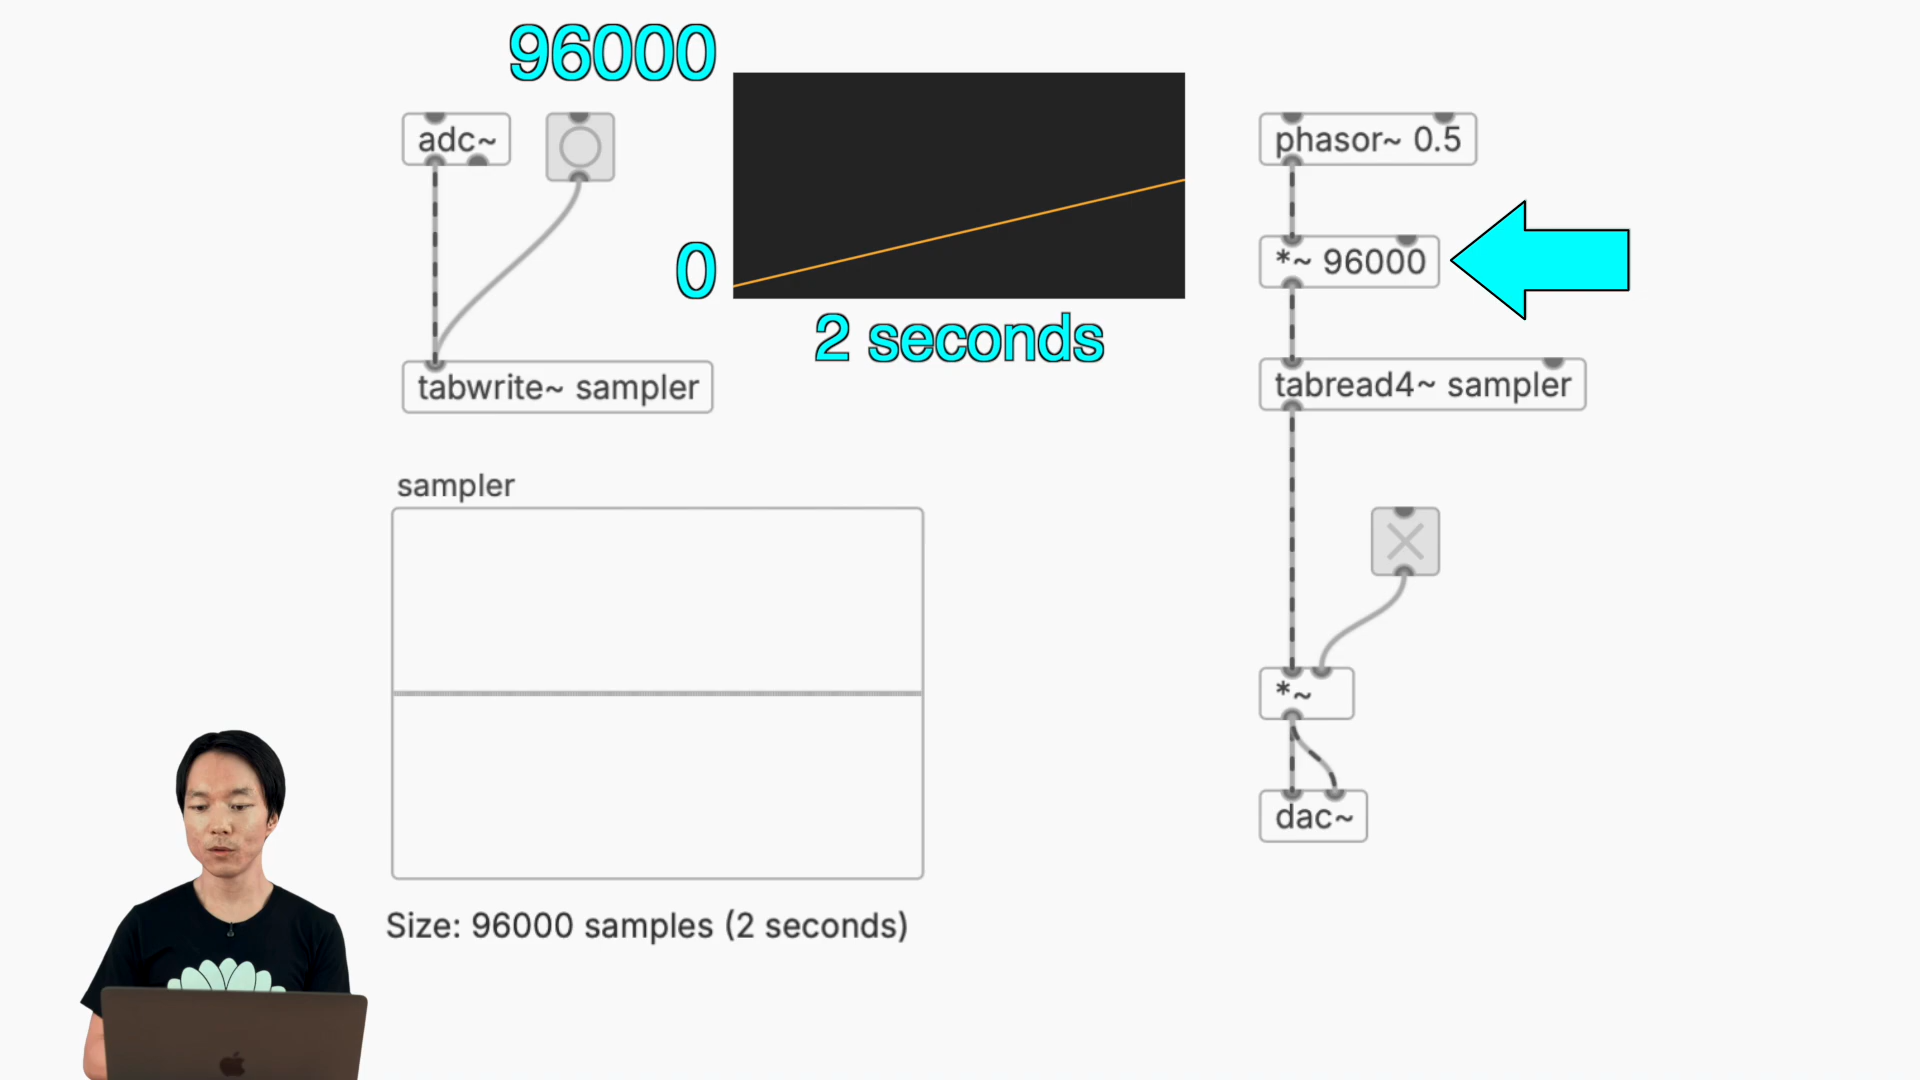 96000
adc~
phasor~ 0.5
0
*~ 96000
2 seconds
tabwrite~ sampler
tabread4~ sampler
sampler
*~
dac~
Size: 96000 samples (2 seconds)